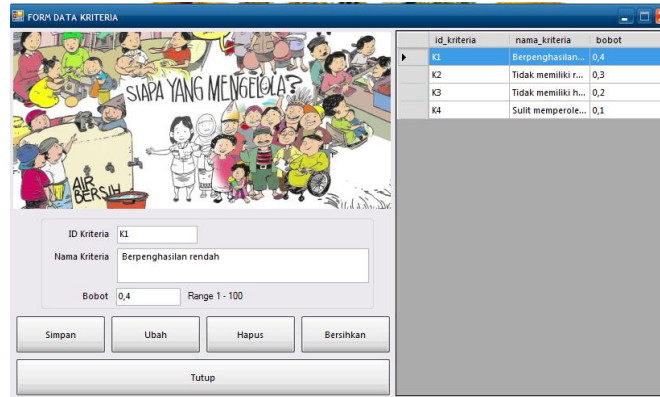 FORM DATA KRITERIA
SIAPA YANG MENGELOLA?
AIR BERSIH
ID Kriteria K1
Nama Kriteria Berpenghasilan rendah
Bobot 0,4 Range 1 - 100
Simpan Ubah Hapus Bersihkan
Tutup
id_kriteria nama_kriteria bobot
K1 Berpenghasilan... 0,4
K2 Tidak memiliki r... 0,3
K3 Tidak memiliki h... 0,2
K4 Sulit memperole... 0,1